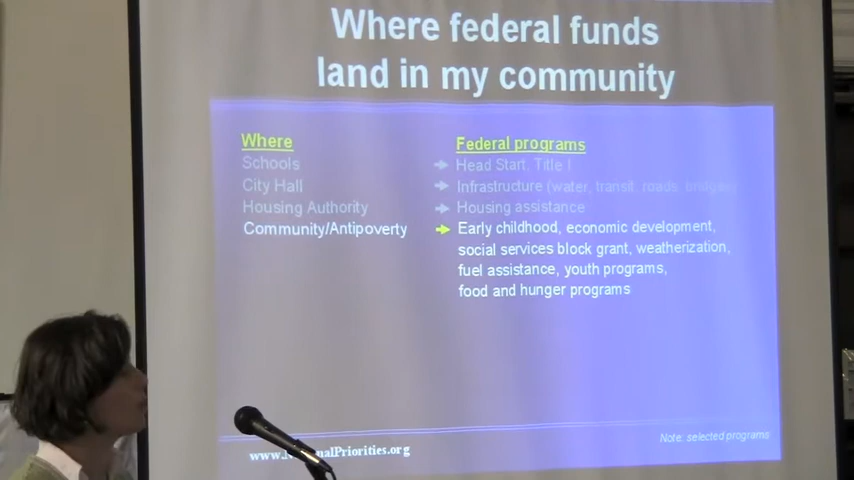 Where federal funds
land in my community
Where Federal programs
Schools Head Start, Title I
City Hall Infrastructure (water, transit, roads, bridges)
Housing Authority Housing assistance
Community/Antipoverty Early childhood, economic development,
social services block grant, weatherization,
fuel assistance, youth programs,
food and hunger programs
Note: selected programs